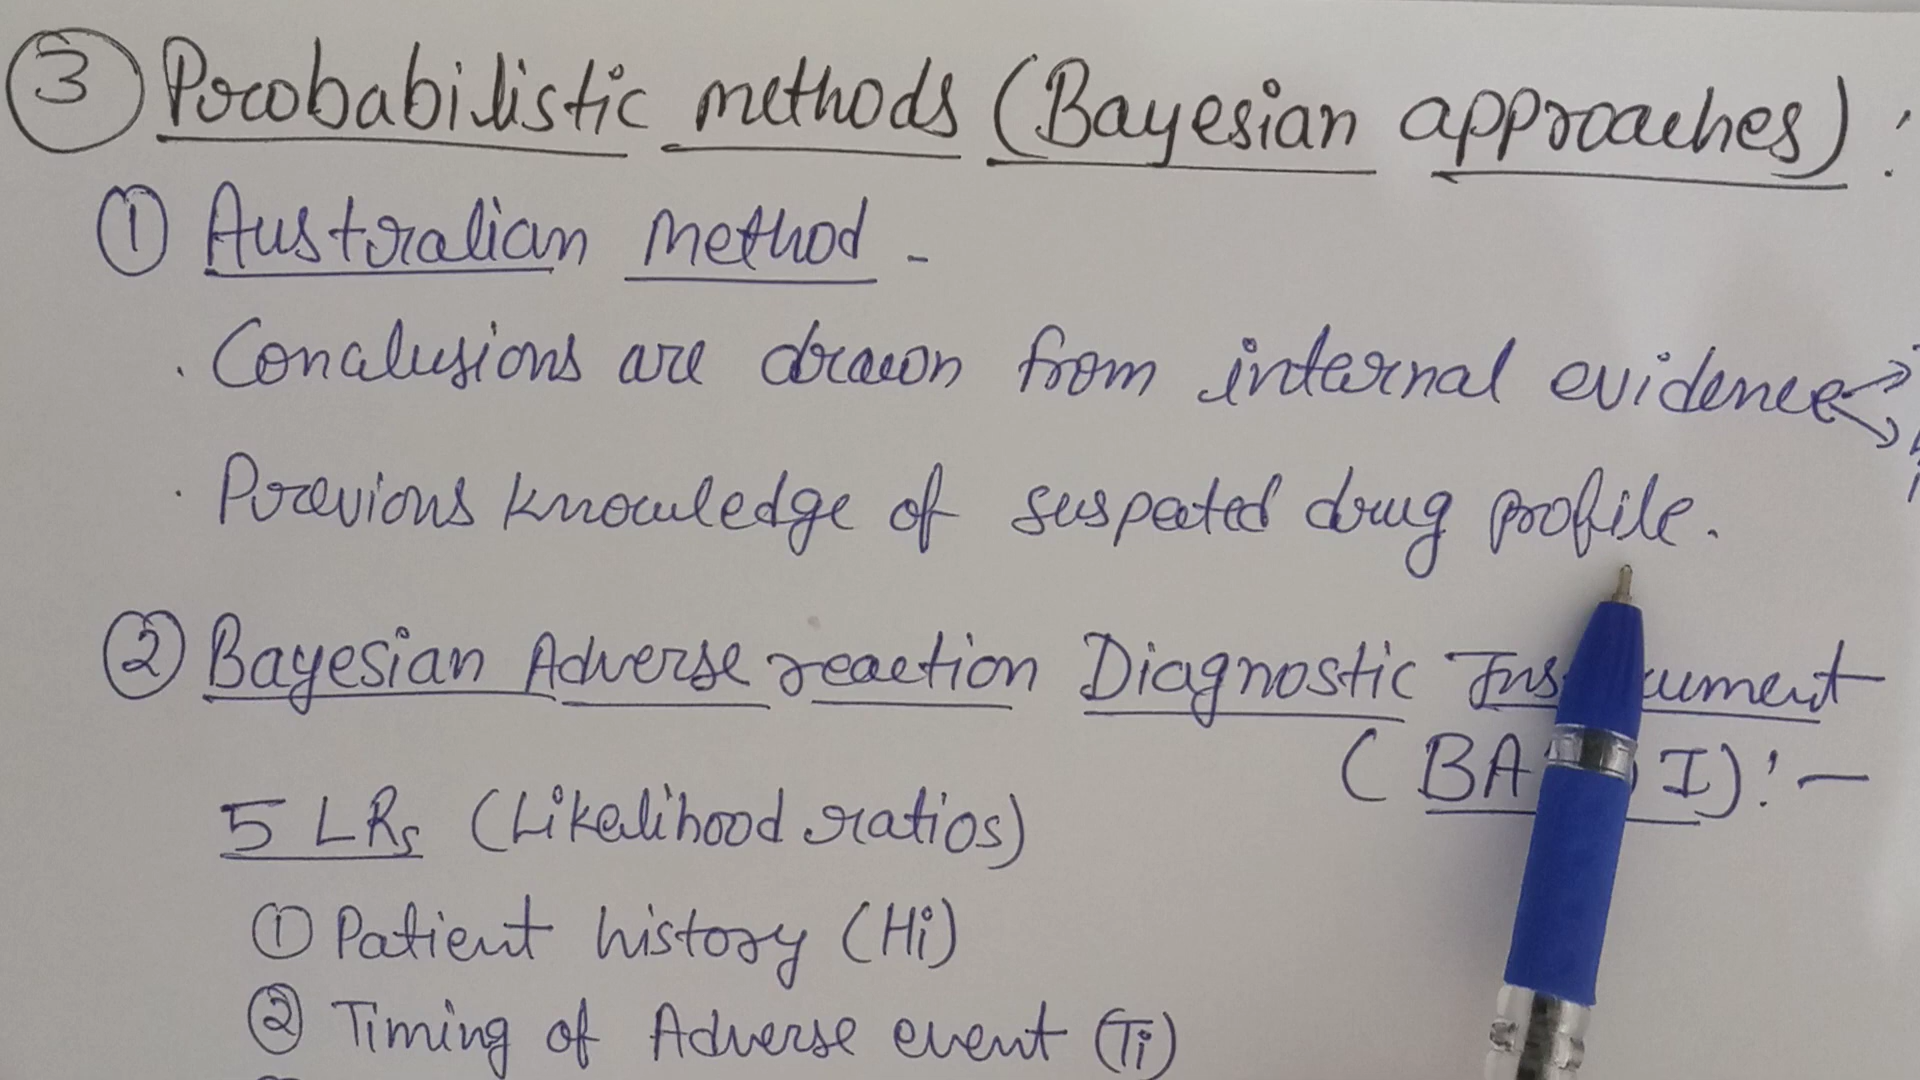 ③ Probabilistic methods (Bayesian approaches):
① Australian method -
. Conclusions are drawn from internal evidence
. Previous knowledge of suspected drug profile.
② Bayesian Adverse reaction Diagnostic
(BA I):-
5 LRs (Likelihood ratios)
① Patient history (Hi)
② Timing of Adverse event (Ti)